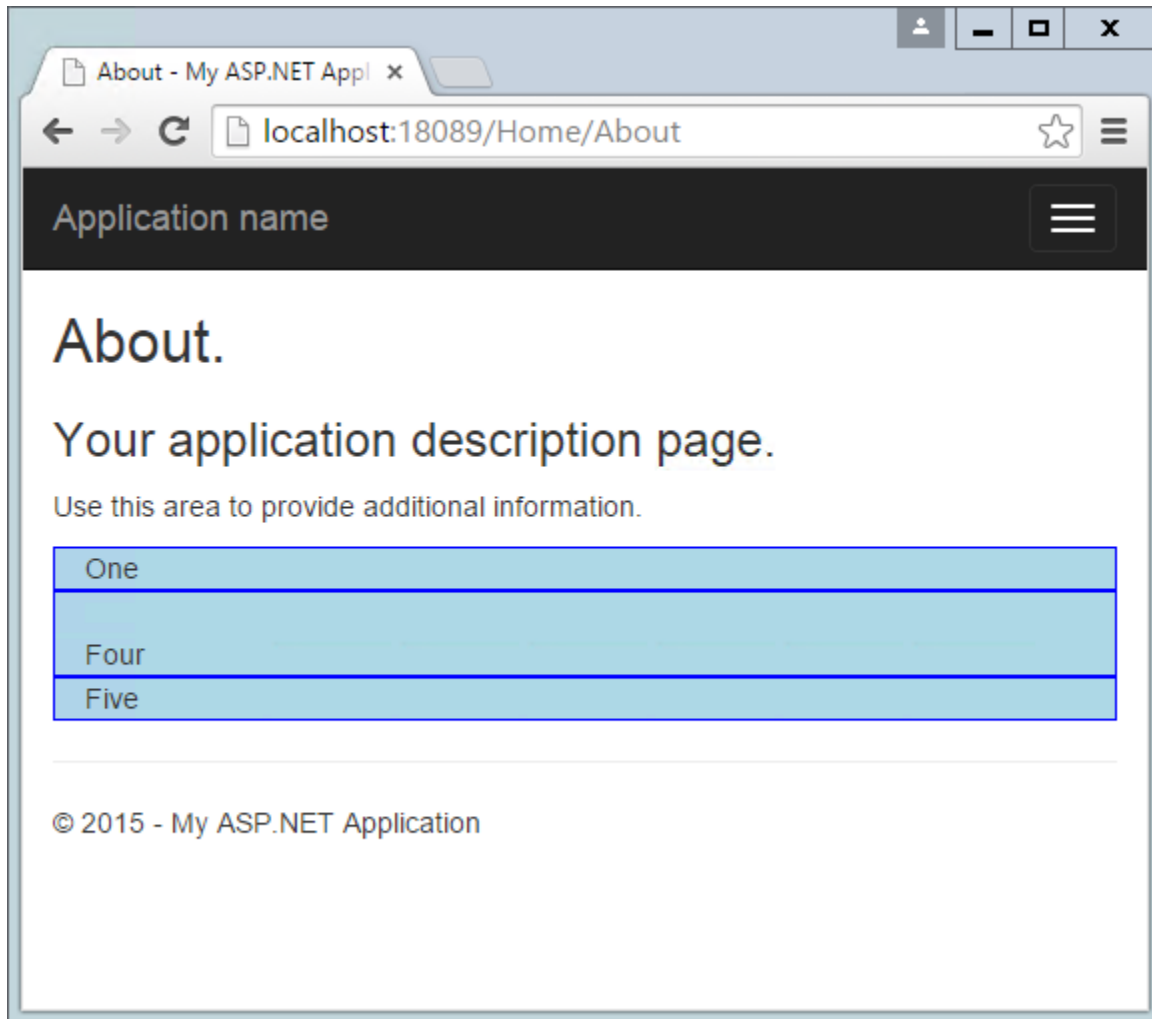 About - My ASP.NET Appl
localhost:18089/Home/About
Application name
About.
Your application description page.
Use this area to provide additional information.
One
Four
Five
© 2015 - My ASP.NET Application